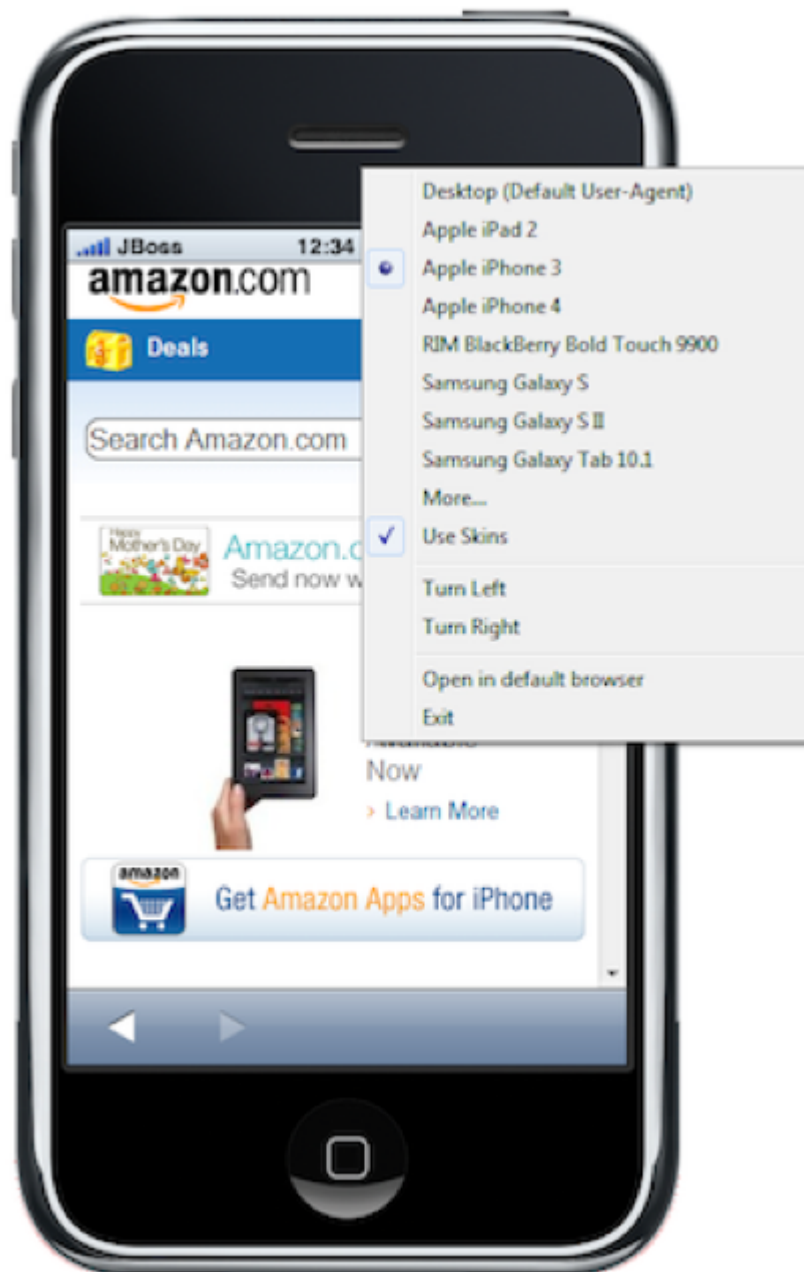 JBoss 12:34
amazon.com
Deals
Search Amazon.com
Happy
Mother's Day
Amazon.c
Send now w
Now
› Learn More
amazon
Get Amazon Apps for iPhone
Desktop (Default User-Agent)
Apple iPad 2
Apple iPhone 3
Apple iPhone 4
RIM BlackBerry Bold Touch 9900
Samsung Galaxy S
Samsung Galaxy S II
Samsung Galaxy Tab 10.1
More...
Use Skins
Turn Left
Turn Right
Open in default browser
Exit